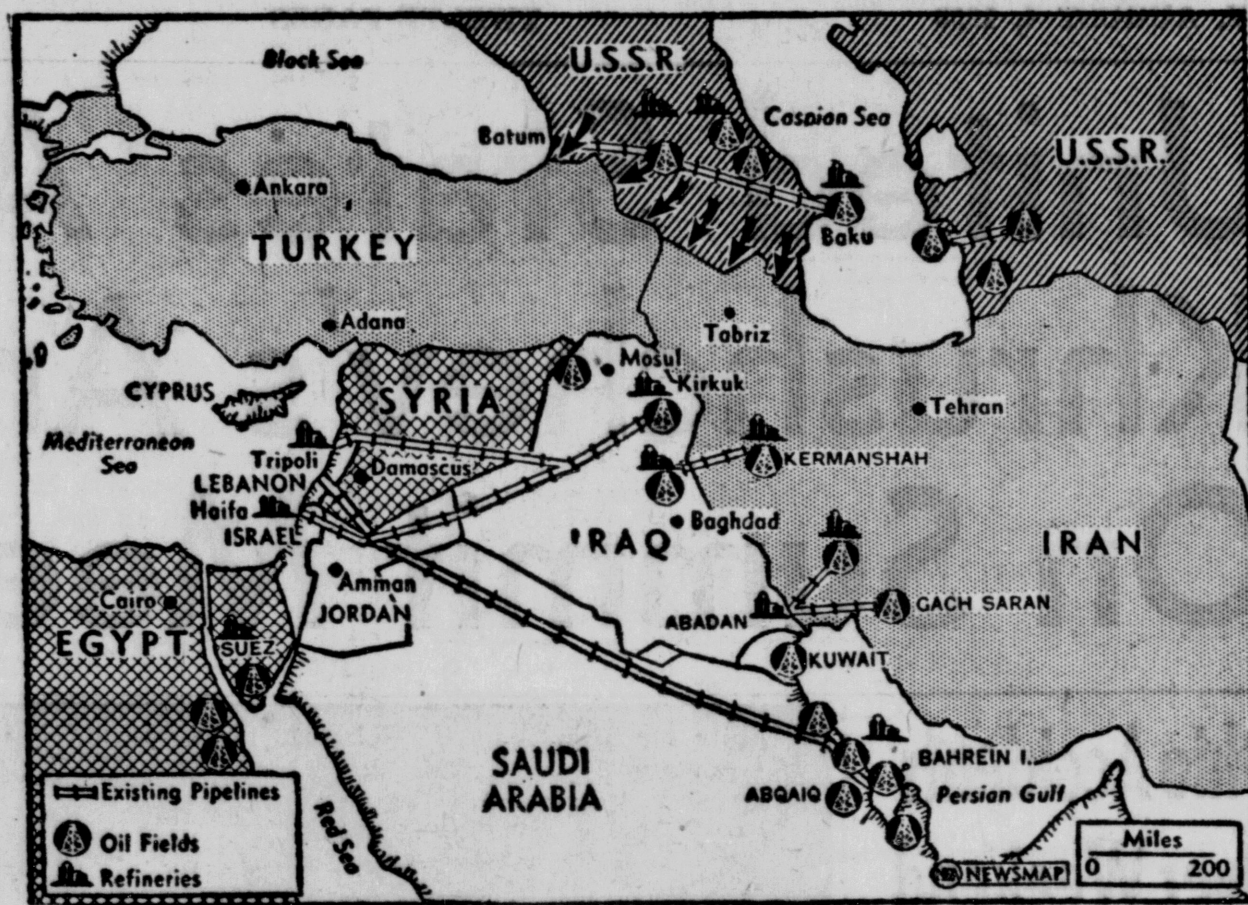 Black Sea
U.S.S.R.
Caspian Sea
U.S.S.R.
Batum
Baku
Ankara
TURKEY
Adana
Tabriz
Mosul
Kirkuk
Tehran
CYPRUS
SYRIA
Mediterranean
Sea
Tripoli
Damascus
KERMANSHAH
LEBANON
Haifa
ISRAEL
Baghdad
IRAQ
IRAN
Amman
JORDAN
Cairo
EGYPT
SUEZ
ABADAN
GACH SARAN
KUWAIT
SAUDI
ARABIA
BAHREIN I.
ABQAIQ
Persian Gulf
Red Sea
Existing Pipelines
Oil Fields
Refineries
Miles
0 200
NEWSMAP